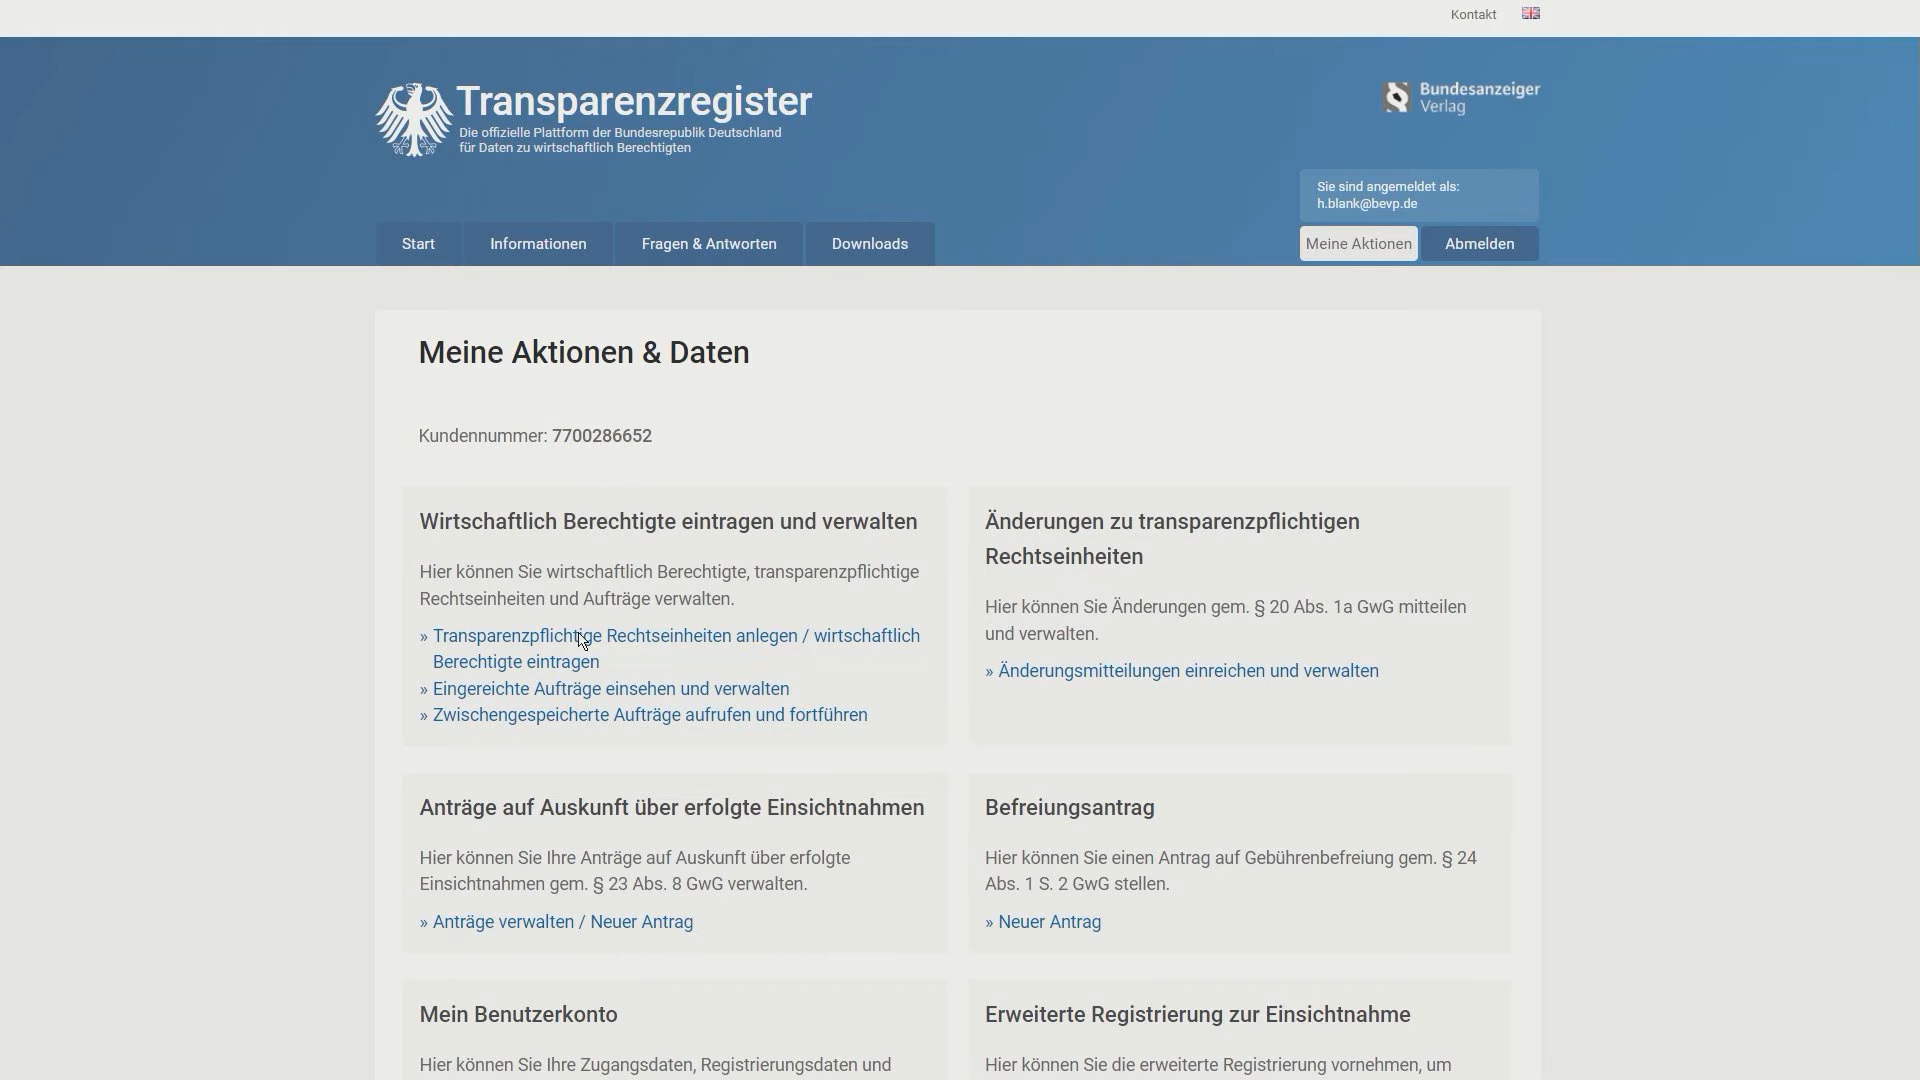 Kontakt
Transparenzregister
Die offizielle Plattform der Bundesrepublik Deutschland
für Daten zu wirtschaftlich Berechtigten
Bundesanzeiger
Verlag
Sie sind angemeldet als:
h.blank@bevp.de
Start
Informationen
Fragen & Antworten
Downloads
Meine Aktionen
Abmelden
Meine Aktionen & Daten
Kundennummer: 7700286652
Wirtschaftlich Berechtigte eintragen und verwalten
Hier können Sie wirtschaftlich Berechtigte, transparenzpflichtige
Rechtseinheiten und Aufträge verwalten.
» Transparenzpflichtige Rechtseinheiten anlegen / wirtschaftlich
Berechtigte eintragen
» Eingereichte Aufträge einsehen und verwalten
» Zwischengespeicherte Aufträge aufrufen und fortführen
Änderungen zu transparenzpflichtigen
Rechtseinheiten
Hier können Sie Änderungen gem. § 20 Abs. 1a GwG mitteilen
und verwalten.
» Änderungsmitteilungen einreichen und verwalten
Anträge auf Auskunft über erfolgte Einsichtnahmen
Hier können Sie Ihre Anträge auf Auskunft über erfolgte
Einsichtnahmen gem. § 23 Abs. 8 GwG verwalten.
» Anträge verwalten / Neuer Antrag
Befreiungsantrag
Hier können Sie einen Antrag auf Gebührenbefreiung gem. § 24
Abs. 1 S. 2 GwG stellen.
» Neuer Antrag
Mein Benutzerkonto
Hier können Sie Ihre Zugangsdaten, Registrierungsdaten und
Erweiterte Registrierung zur Einsichtnahme
Hier können Sie die erweiterte Registrierung vornehmen, um